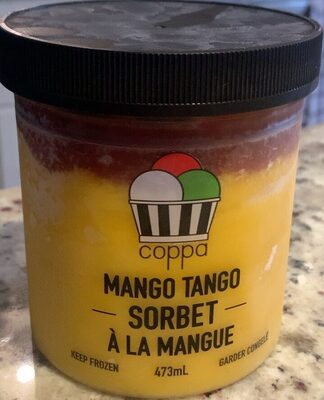 coppa
MANGO TANGO
SORBET
À LA MANGUE
KEEP FROZEN
473mL
GARDER CONGELÉ